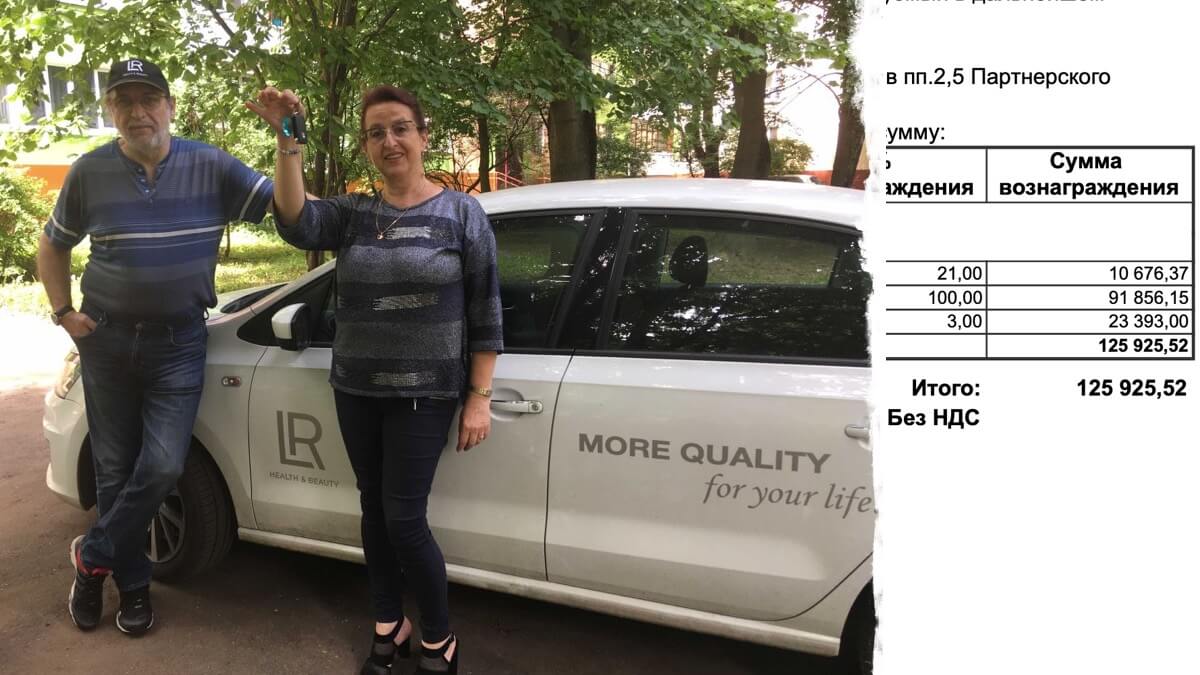 LR
LR
HEALTH & BEAUTY
MORE QUALITY
for your life.
в дальнейшем
в пп.2,5 Партнерского
сумму:
% Сумма
аждения вознаграждения
21,00 10 676,37
100,00 91 856,15
3,00 23 393,00
125 925,52
Итого: 125 925,52
Без НДС